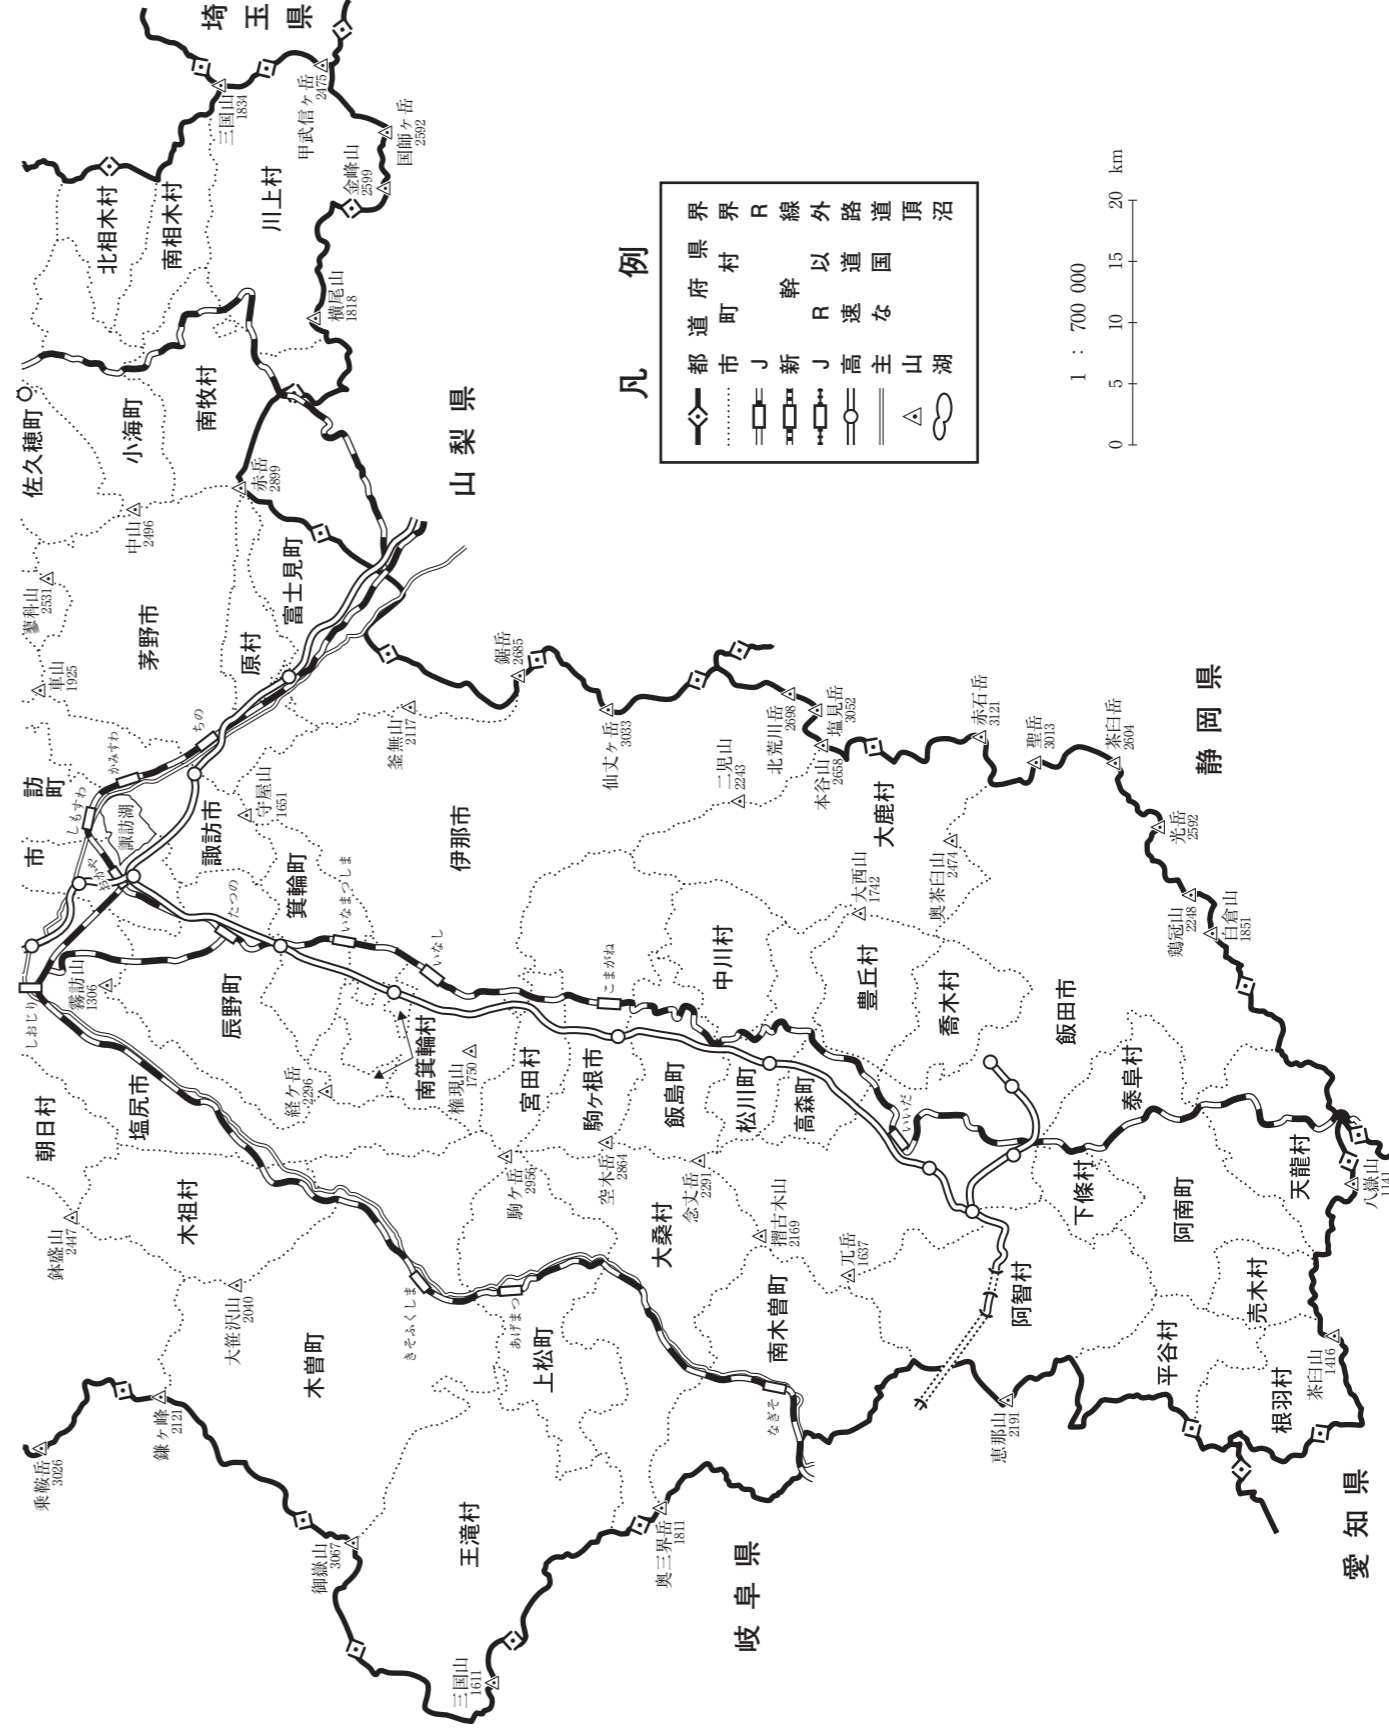 埼玉県
三国山
1834
甲武信ヶ岳
2475
国師ヶ岳
2592
金峰山
2599
横尾山
1818
北相木村
南相木村
川上村
佐久穂町
小海町
南牧村
赤岳
2899
中山
2496
蓼科山
2531
車山
1925
茅野市
原村
富士見町
山梨県
訪
町
市
しもすわ
かみすわ
ちの
おかや
諏訪湖
諏訪市
守屋山
1651
釜無山
2117
鋸岳
2685
仙丈ヶ岳
3033
二児山
2243
北荒川岳
2698
塩見岳
3052
本谷山
2658
赤石岳
3121
聖岳
3013
茶臼岳
2604
光岳
2592
鶏冠山
2248
白倉山
1851
静岡県
しおじり
霧訪山
1306
たつの
箕輪町
いなまつしま
いなし
伊那市
こまがね
中川村
大西山
1742
大鹿村
奥茶臼山
2474
豊丘村
喬木村
飯田市
朝日村
塩尻市
辰野町
経ケ岳
2296
南箕輪村
権現山
1750
宮田村
駒ヶ根市
飯島町
松川町
高森町
いいだ
泰阜村
鉢盛山
2447
木祖村
大笹沢山
2040
駒ケ岳
2956
空木岳
2864
念丈岳
2291
大桑村
摺古木山
2169
兀岳
1637
下條村
阿南町
天龍村
八嶽山
1141
きそふくしま
あげまつ
木曽町
上松町
南木曽町
なぎそ
阿智村
平谷村
売木村
根羽村
茶臼山
1416
恵那山
2191
乗鞍岳
3026
鎌ヶ峰
2121
御嶽山
3067
王滝村
三国山
1611
奥三界岳
1811
岐阜県
愛知県
凡例
都道府県界
市町村界
JR
新幹線
JR以外
高速道路
主な国道
山頂
湖沼
1 : 700 000
0 5 10 15 20 km